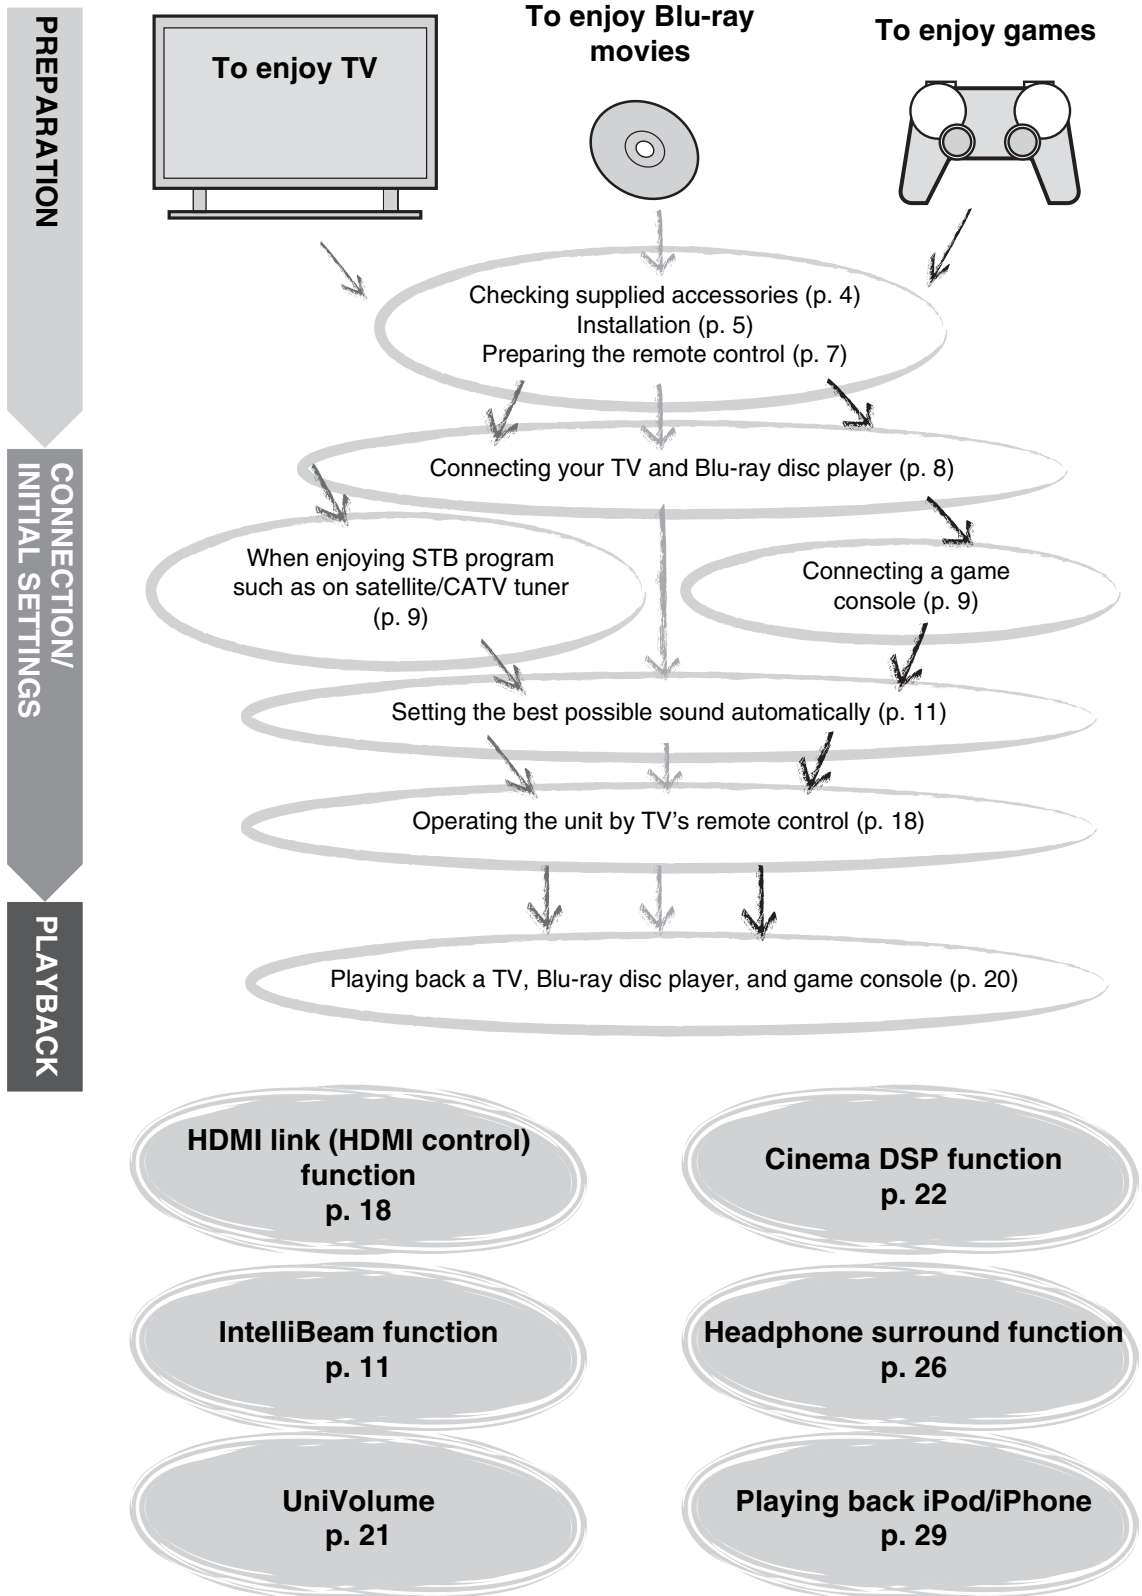 PREPARATION
To enjoy TV
To enjoy Blu-ray
movies
To enjoy games
Checking supplied accessories (p. 4)
Installation (p. 5)
Preparing the remote control (p. 7)
CONNECTION/
INITIAL SETTINGS
Connecting your TV and Blu-ray disc player (p. 8)
When enjoying STB program
such as on satellite/CATV tuner
(p. 9)
Connecting a game
console (p. 9)
Setting the best possible sound automatically (p. 11)
Operating the unit by TV's remote control (p. 18)
PLAYBACK
Playing back a TV, Blu-ray disc player, and game console (p. 20)
HDMI link (HDMI control)
function
p. 18
Cinema DSP function
p. 22
IntelliBeam function
p. 11
Headphone surround function
p. 26
UniVolume
p. 21
Playing back iPod/iPhone
p. 29